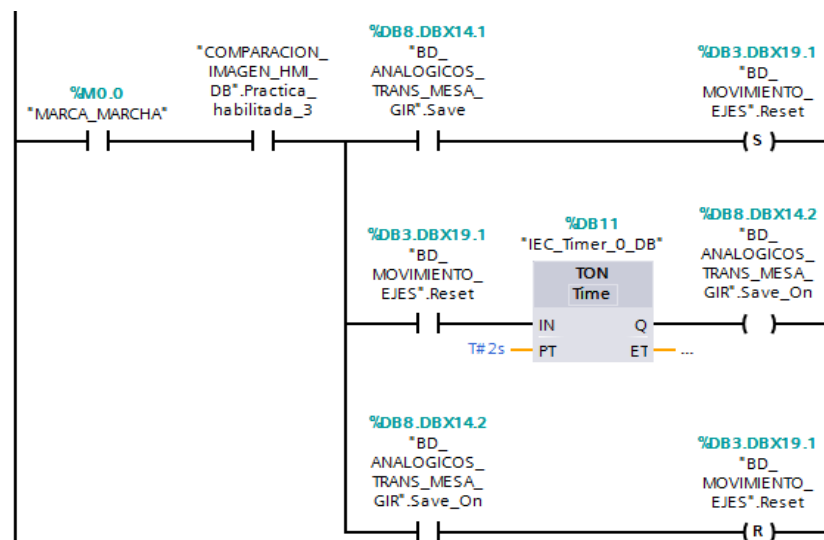 %M0.0
"MARCA_MARCHA"
"COMPARACION_
IMAGEN_HMI_
DB".Practica_
habilitada_3
%DB8.DBX14.1
"BD_
ANALOGICOS_
TRANS_MESA_
GIR".Save
%DB3.DBX19.1
"BD_
MOVIMIENTO_
EJES".Reset
S
%DB3.DBX19.1
"BD_
MOVIMIENTO_
EJES".Reset
%DB11
"IEC_Timer_0_DB"
TON
Time
IN
Q
T#2s
PT
ET
...
%DB8.DBX14.2
"BD_
ANALOGICOS_
TRANS_MESA_
GIR".Save_On
%DB8.DBX14.2
"BD_
ANALOGICOS_
TRANS_MESA_
GIR".Save_On
%DB3.DBX19.1
"BD_
MOVIMIENTO_
EJES".Reset
R